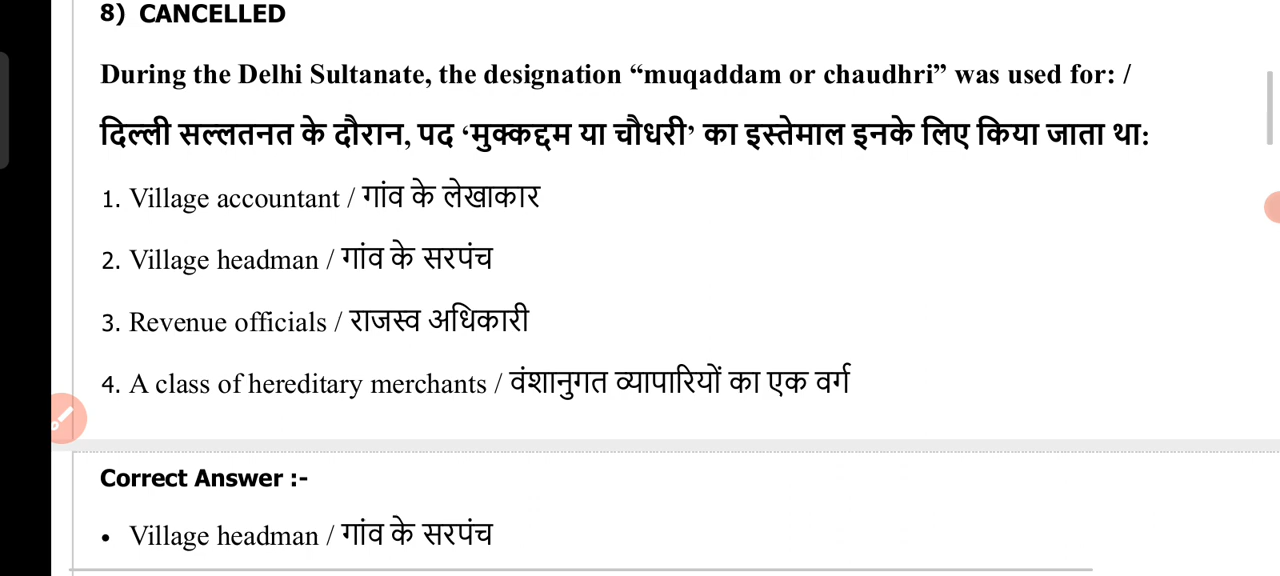 8) CANCELLED
During the Delhi Sultanate, the designation “muqaddam or chaudhri” was used for: /
दिल्ली सल्लतनत के दौरान, पद ‘मुक्कद्दम या चौधरी’ का इस्तेमाल इनके लिए किया जाता था:
1. Village accountant / गांव के लेखाकार
2. Village headman / गांव के सरपंच
3. Revenue officials / राजस्व अधिकारी
4. A class of hereditary merchants / वंशानुगत व्यापारियों का एक वर्ग
Correct Answer :-
• Village headman / गांव के सरपंच